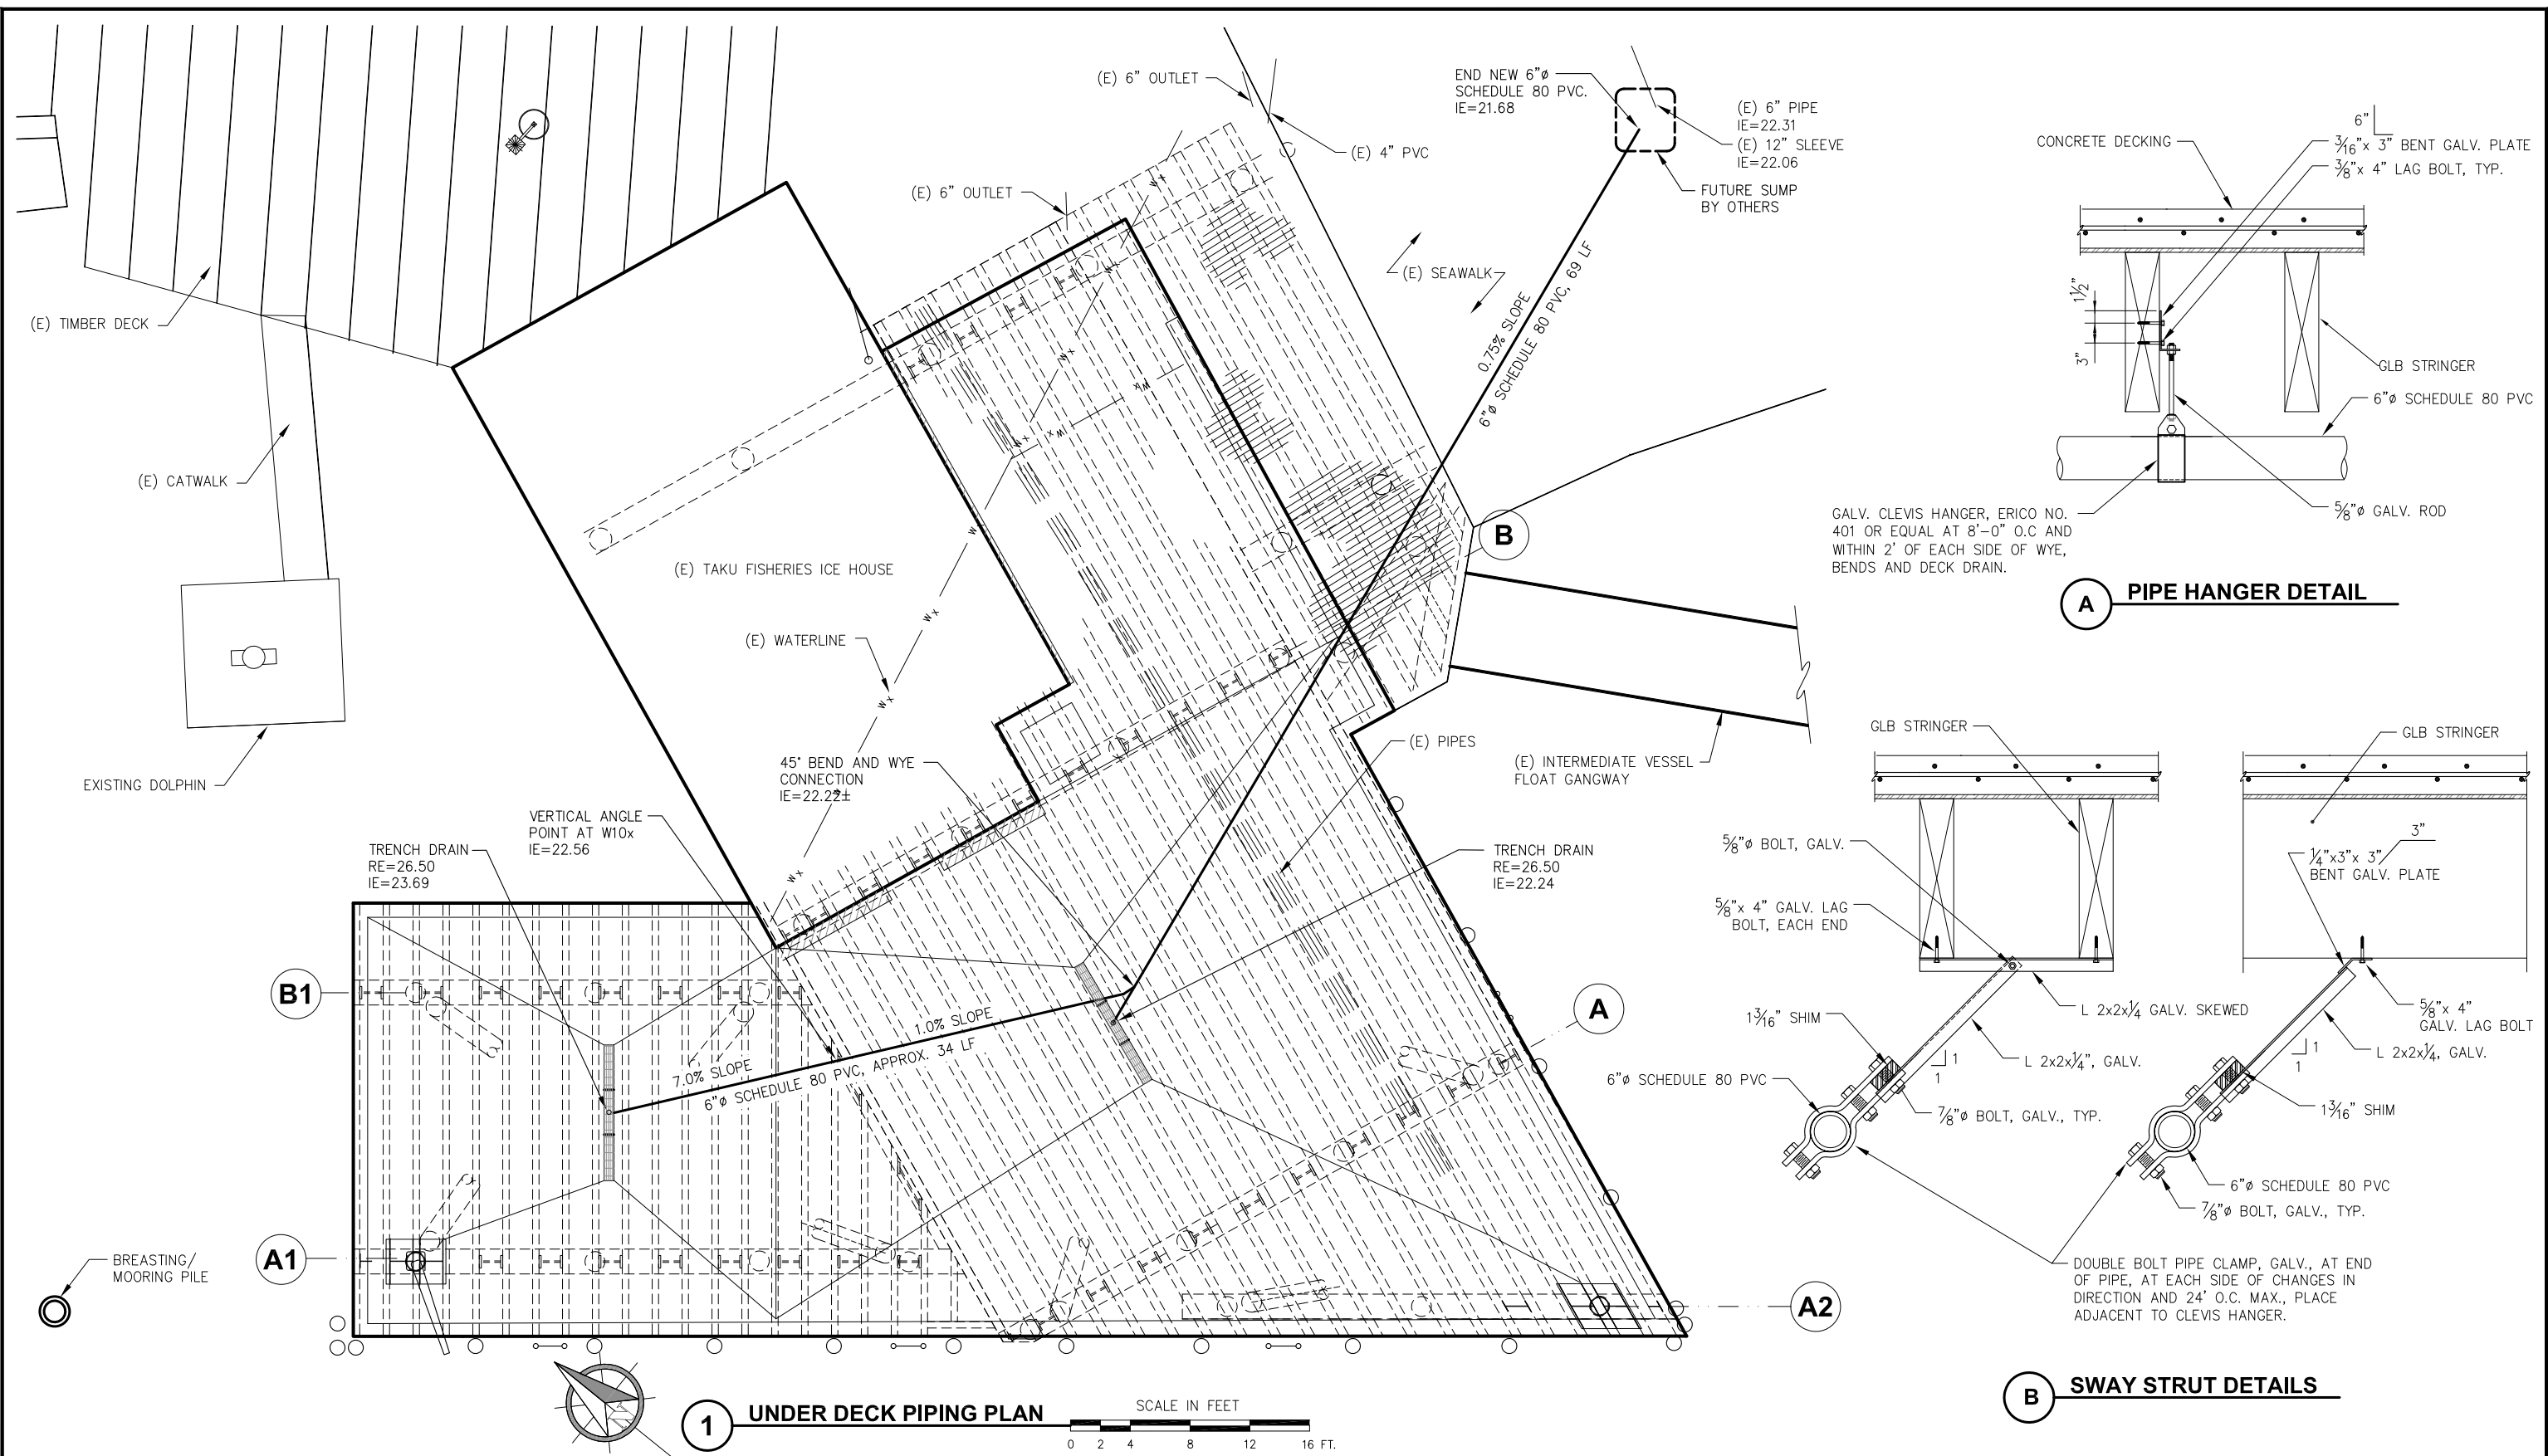 (E) 6" OUTLET
(E) 4" PVC
(E) 6" OUTLET
END NEW 6"ø
SCHEDULE 80 PVC.
IE=21.68
(E) 6" PIPE
IE=22.31
(E) 12" SLEEVE
IE=22.06
FUTURE SUMP
BY OTHERS
(E) SEAWALK
0.75% SLOPE
6"ø SCHEDULE 80 PVC, 69 LF
(E) TIMBER DECK
(E) CATWALK
EXISTING DOLPHIN
(E) TAKU FISHERIES ICE HOUSE
(E) WATERLINE
45° BEND AND WYE
CONNECTION
IE=22.22±
VERTICAL ANGLE
POINT AT W10x
IE=22.56
TRENCH DRAIN
RE=26.50
IE=23.69
(E) PIPES
(E) INTERMEDIATE VESSEL
FLOAT GANGWAY
TRENCH DRAIN
RE=26.50
IE=22.24
7.0% SLOPE
1.0% SLOPE
6"ø SCHEDULE 80 PVC, APPROX. 34 LF
B
A
B1
A1
A2
BREASTING/
MOORING PILE
1
UNDER DECK PIPING PLAN
SCALE IN FEET
0 2 4 8 12 16 FT.
CONCRETE DECKING
6"
3/16"x 3" BENT GALV. PLATE
3/8"x 4" LAG BOLT, TYP.
1 1/2"
3"
GLB STRINGER
6"ø SCHEDULE 80 PVC
5/8"ø GALV. ROD
GALV. CLEVIS HANGER, ERICO NO.
401 OR EQUAL AT 8'-0" O.C AND
WITHIN 2' OF EACH SIDE OF WYE,
BENDS AND DECK DRAIN.
A
PIPE HANGER DETAIL
GLB STRINGER
5/8"ø BOLT, GALV.
5/8"x 4" GALV. LAG
BOLT, EACH END
L 2x2x1/4 GALV. SKEWED
1 3/16" SHIM
1
1
L 2x2x1/4", GALV.
6"ø SCHEDULE 80 PVC
7/8"ø BOLT, GALV., TYP.
GLB STRINGER
3"
1/4"x3"x 3"
BENT GALV. PLATE
5/8"x 4"
GALV. LAG BOLT
L 2x2x1/4, GALV.
1
1
1 3/16" SHIM
6"ø SCHEDULE 80 PVC
7/8"ø BOLT, GALV., TYP.
DOUBLE BOLT PIPE CLAMP, GALV., AT END
OF PIPE, AT EACH SIDE OF CHANGES IN
DIRECTION AND 24' O.C. MAX., PLACE
ADJACENT TO CLEVIS HANGER.
B
SWAY STRUT DETAILS